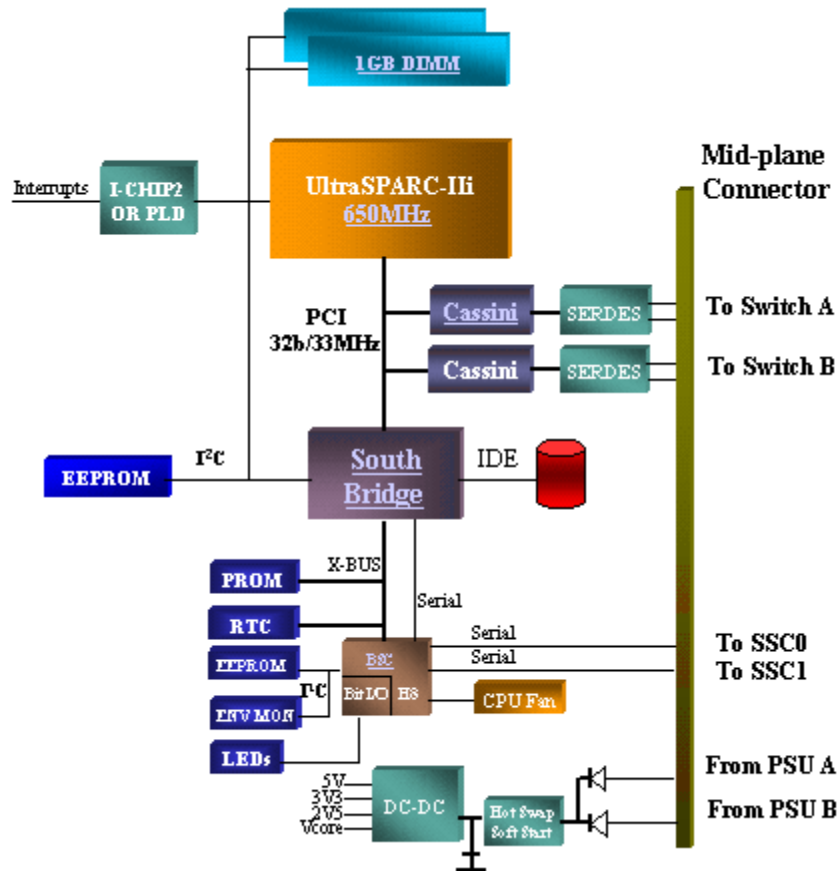 1GB DIMM
Mid-plane
Connector
Interrupts
I-CHIP2
OR PLD
UltraSPARC-IIi
650MHz
PCI
32b/33MHz
Cassini
SERDES
To Switch A
Cassini
SERDES
To Switch B
EEPROM
I²C
South
Bridge
IDE
X-BUS
PROM
Serial
RTC
Serial
To SSC0
EEPROM
BSC
Serial
To SSC1
I²C
Bit I/O
HS
ENV MON
CPU Fan
LEDs
From PSU A
5V
3V3
2V5
Vcore
DC-DC
Hot Swap
Soft Start
From PSU B